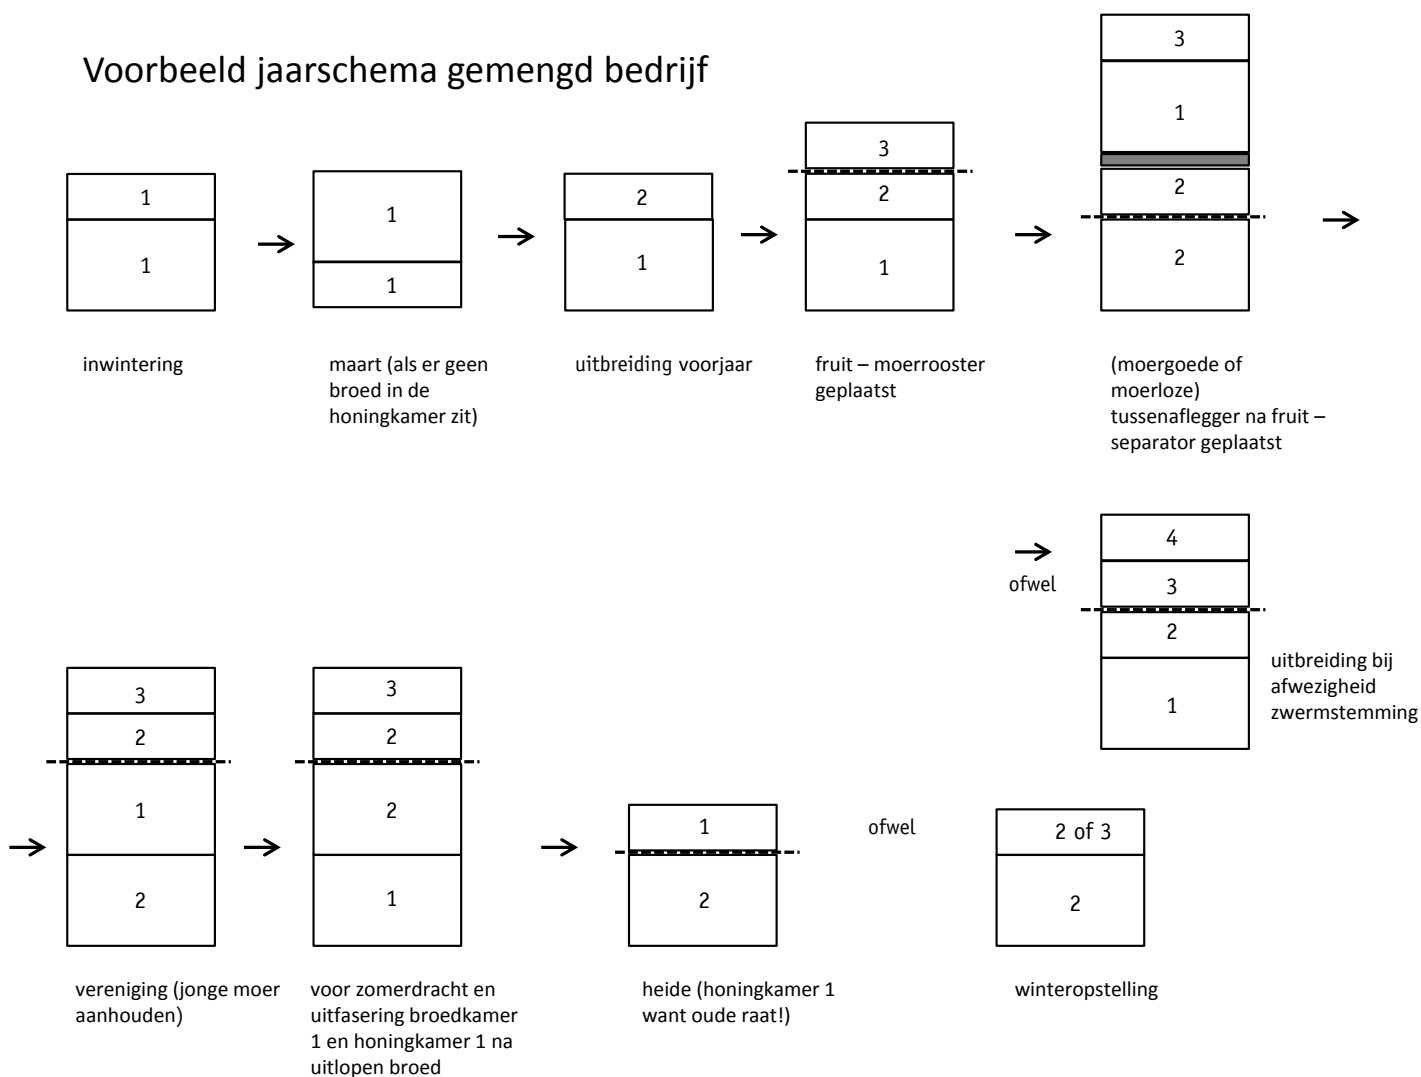 Voorbeeld jaarschema gemengd bedrijf
1
1
inwintering
1
1
maart (als er geen
broed in de
honingkamer zit)
2
1
uitbreiding voorjaar
3
2
1
fruit – moerrooster
geplaatst
3
1
2
2
(moergoede of
moerloze)
tussenaflegger na fruit –
separator geplaatst
ofwel
4
3
2
1
uitbreiding bij
afwezigheid
zwermstemming
3
2
1
2
vereniging (jonge moer
aanhouden)
3
2
2
1
voor zomerdracht en
uitfasering broedkamer
1 en honingkamer 1 na
uitlopen broed
1
2
heide (honingkamer 1
want oude raat!)
ofwel
2 of 3
2
winteropstelling